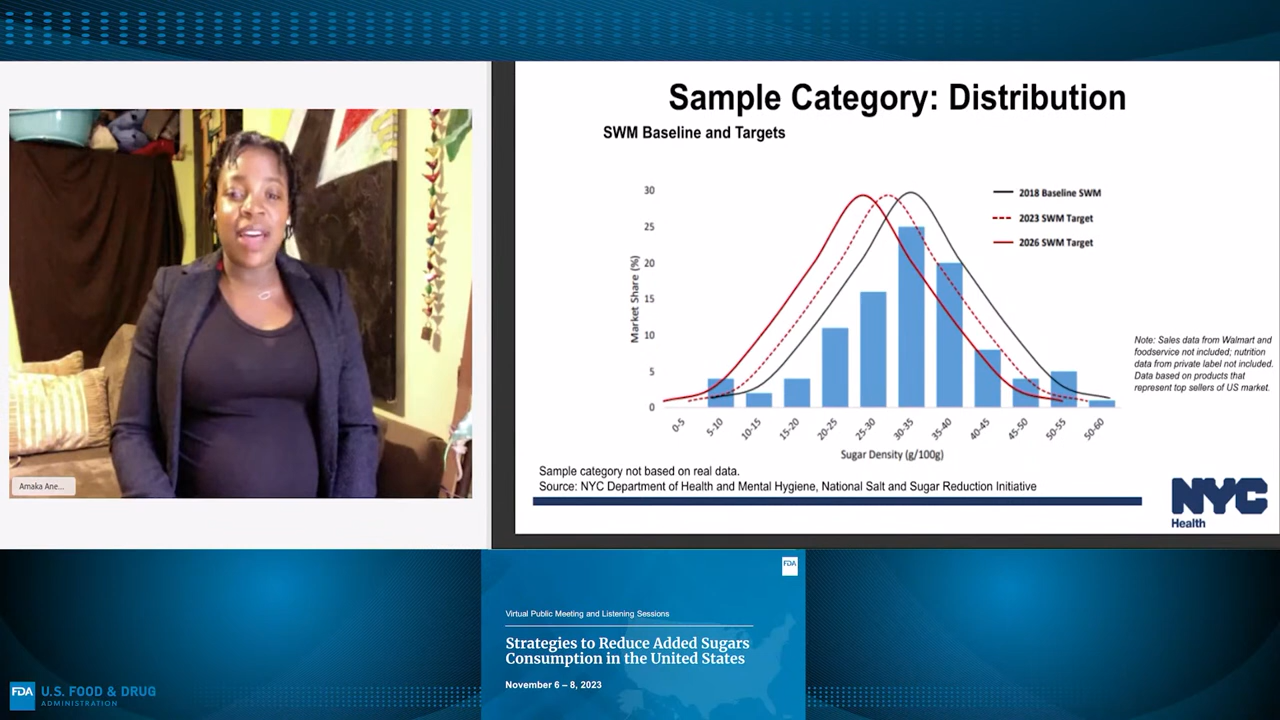 Sample Category: Distribution
SWM Baseline and Targets
30
25
20
15
10
5
0
Market Share (%)
2018 Baseline SWM
2023 SWM Target
2026 SWM Target
0-5
5-10
10-15
15-20
20-25
25-30
30-35
35-40
40-45
45-50
50-55
50-60
Sugar Density (g/100g)
Note: Sales data from Walmart and
foodservice not included; nutrition
data from private label not included.
Data based on products that
represent top sellers of US market.
Sample category not based on real data.
Source: NYC Department of Health and Mental Hygiene, National Salt and Sugar Reduction Initiative
NYC
Health
Amaka Ane...
FDA
Virtual Public Meeting and Listening Sessions
Strategies to Reduce Added Sugars
Consumption in the United States
November 6 – 8, 2023
FDA U.S. FOOD & DRUG
ADMINISTRATION